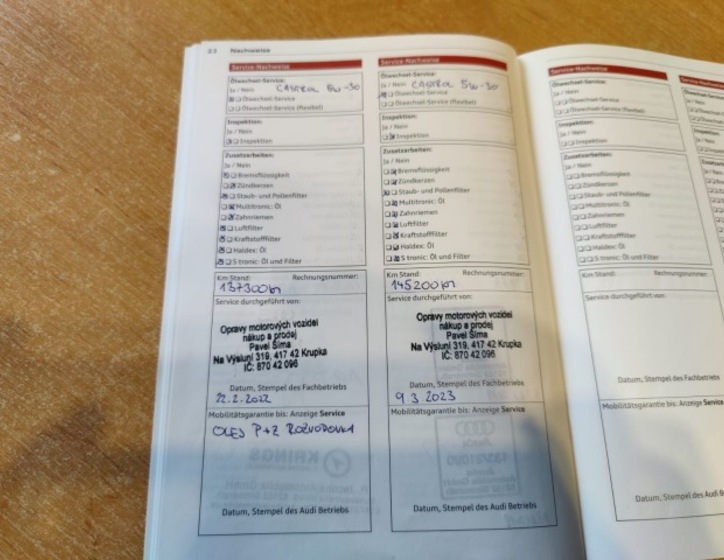 22 Nachweise
Service-Nachweise
Ölwechsel-Service:
Ja / Nein CASTROL 5W-30
Ölwechsel-Service
Ölwechsel-Service (flexibel)
Inspektion:
Ja / Nein
Inspektion
Zusatzarbeiten:
Ja / Nein
Bremsflüssigkeit
Zündkerzen
Staub- und Pollenfilter
Multitronic: Öl
Zahnriemen
Luftfilter
Kraftstofffilter
Haldex: Öl
S tronic: Öl und Filter
Km Stand: Rechnungsnummer:
137300km
Service durchgeführt von:
Opravy motorových vozidel
nákup a prodej
Pavel Šíma
Na Výsluní 319, 417 42 Krupka
IČ: 870 42 096
Datum, Stempel des Fachbetriebs
22.2.2022
Mobilitätsgarantie bis: Anzeige Service
OLEJ P+Z ROZVODOVKA
Datum, Stempel des Audi Betriebs
Service-Nachweise
Ölwechsel-Service:
Ja / Nein CASTROL 5W-30
Ölwechsel-Service
Ölwechsel-Service (flexibel)
Inspektion:
Ja / Nein
Inspektion
Zusatzarbeiten:
Ja / Nein
Bremsflüssigkeit
Zündkerzen
Staub- und Pollenfilter
Multitronic: Öl
Zahnriemen
Luftfilter
Kraftstofffilter
Haldex: Öl
S tronic: Öl und Filter
Km Stand: Rechnungsnummer:
145200km
Service durchgeführt von:
Opravy motorových vozidel
nákup a prodej
Pavel Šíma
Na Výsluní 319, 417 42 Krupka
IČ: 870 42 096
Datum, Stempel des Fachbetriebs
9.3.2023
Mobilitätsgarantie bis: Anzeige Service
Datum, Stempel des Audi Betriebs
Service-Nachweise
Ölwechsel-Service:
Ja / Nein
Ölwechsel-Service
Ölwechsel-Service (flexibel)
Inspektion:
Ja / Nein
Inspektion
Zusatzarbeiten:
Ja / Nein
Bremsflüssigkeit
Zündkerzen
Staub- und Pollenfilter
Multitronic: Öl
Zahnriemen
Luftfilter
Kraftstofffilter
Haldex: Öl
S tronic: Öl und Filter
Km Stand: Rechnungsnummer:
Service durchgeführt von:
Datum, Stempel des Fachbetriebs
Mobilitätsgarantie bis: Anzeige Service
Datum, Stempel des Audi